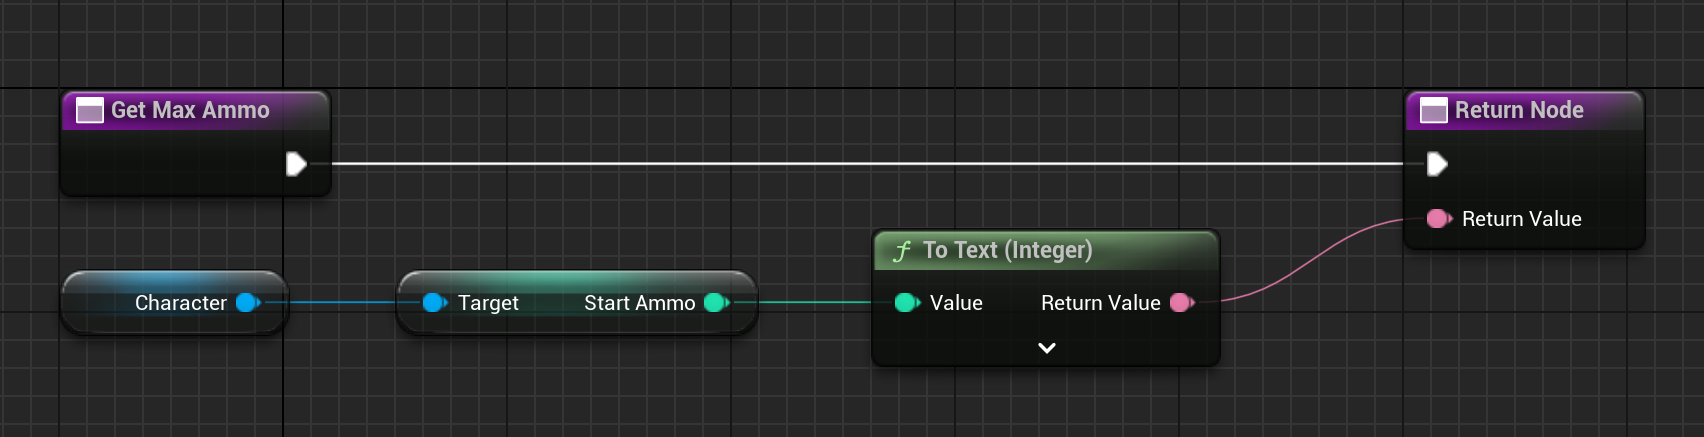 Get Max Ammo
Return Node
Return Value
To Text (Integer)
Character
Target
Start Ammo
Value
Return Value